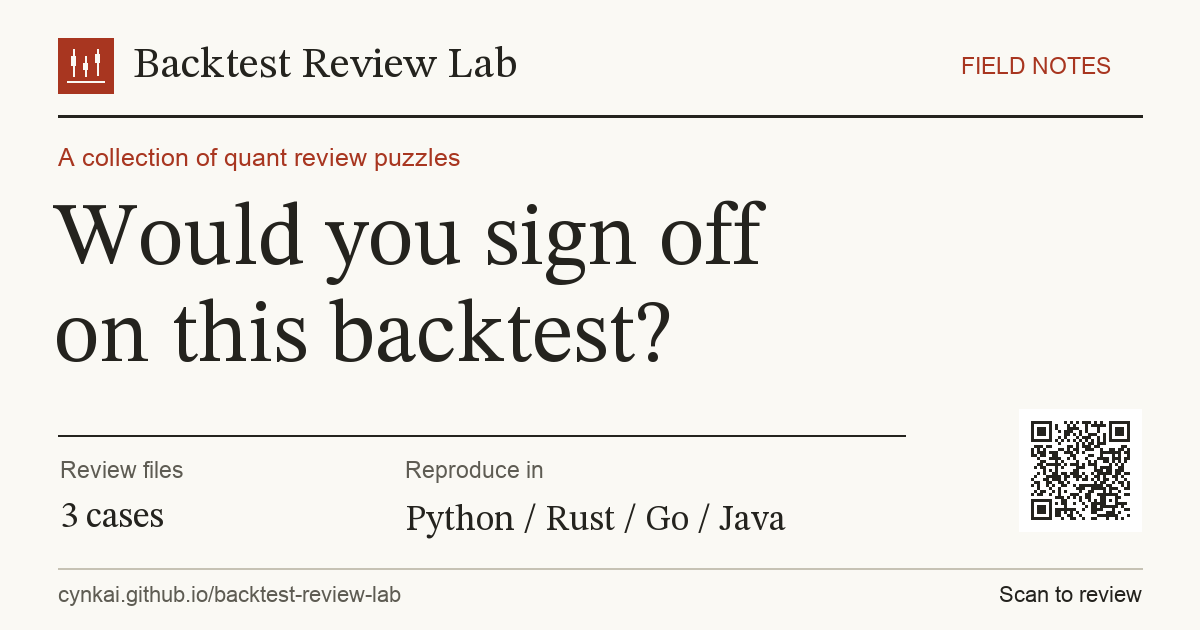 Backtest Review Lab
FIELD NOTES
A collection of quant review puzzles
Would you sign off
on this backtest?
Review files
3 cases
Reproduce in
Python / Rust / Go / Java
cynkai.github.io/backtest-review-lab
Scan to review